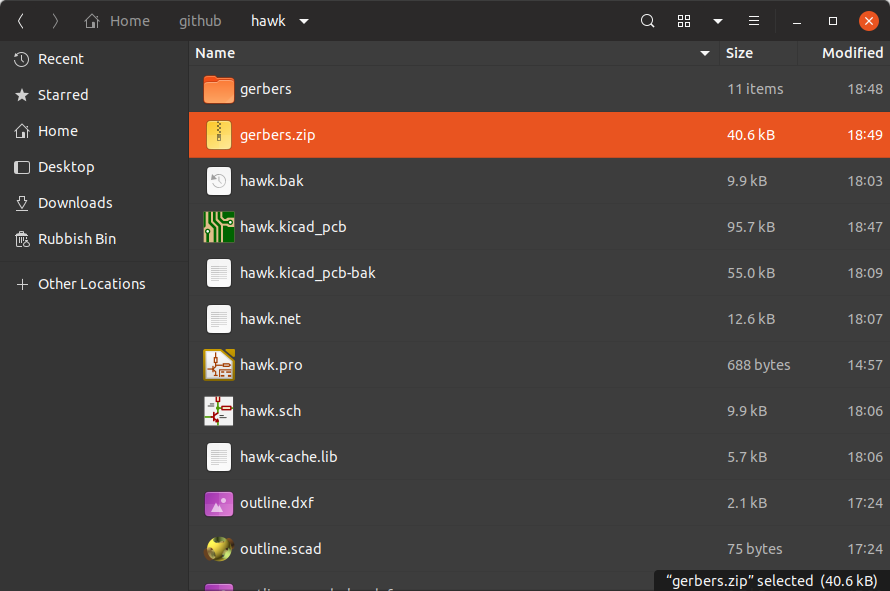 Home github hawk
Recent
Starred
Home
Desktop
Downloads
Rubbish Bin
Other Locations
Name Size Modified
gerbers 11 items 18:48
gerbers.zip 40.6 kB 18:49
hawk.bak 9.9 kB 18:03
hawk.kicad_pcb 95.7 kB 18:47
hawk.kicad_pcb-bak 55.0 kB 18:09
hawk.net 12.6 kB 18:07
hawk.pro 688 bytes 14:57
hawk.sch 9.9 kB 18:06
hawk-cache.lib 5.7 kB 18:06
outline.dxf 2.1 kB 17:24
outline.scad 75 bytes 17:24
“gerbers.zip” selected (40.6 kB)